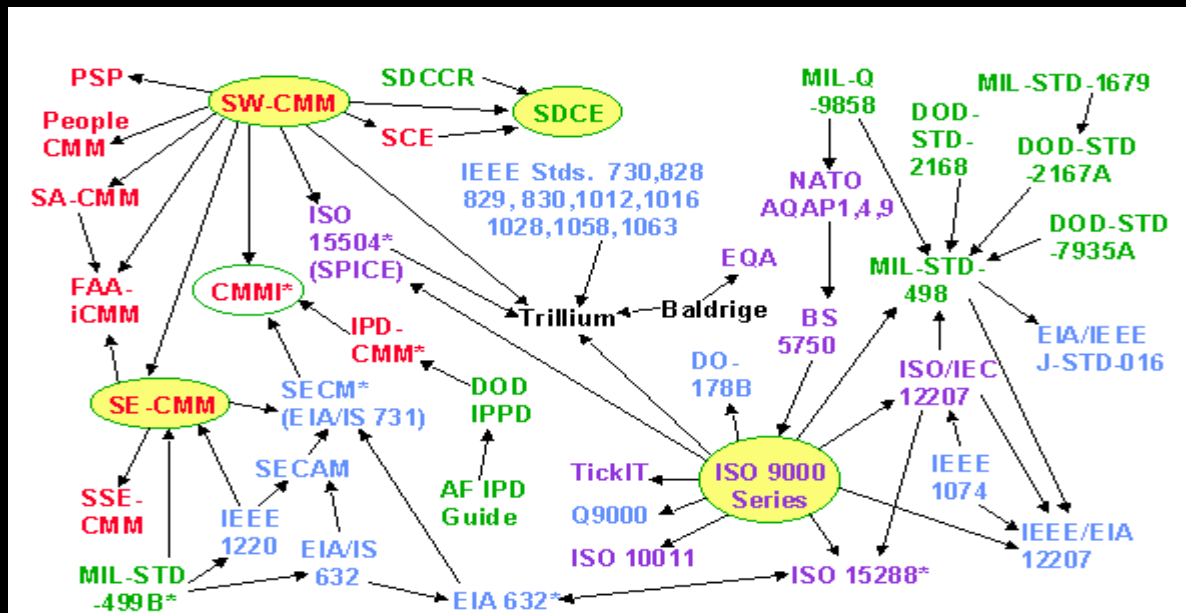 PSP
SDCCR
MIL-Q
-9858
MIL-STD-1679
SW-CMM
SDCE
People
CMM
SCE
DOD-
STD-
2168
DOD-STD
-2167A
SA-CMM
IEEE Stds. 730,828
829, 830,1012,1016
1028,1058,1063
NATO
AQAP1,4,9
ISO
15504*
(SPICE)
DOD-STD
-7935A
EQA
MIL-STD-
498
FAA-
iCMM
CMMI*
Trillium
Baldrige
IPD-
CMM*
BS
5750
EIA/IEEE
J-STD-016
DO-
178B
ISO/IEC
12207
SE-CMM
SECM*
(EIA/IS 731)
DOD
IPPD
SECAM
TickIT
ISO 9000
Series
IEEE
1074
SSE-
CMM
IEEE
1220
AF IPD
Guide
Q9000
IEEE/EIA
12207
EIA/IS
632
ISO 10011
MIL-STD
-499B*
EIA 632*
ISO 15288*